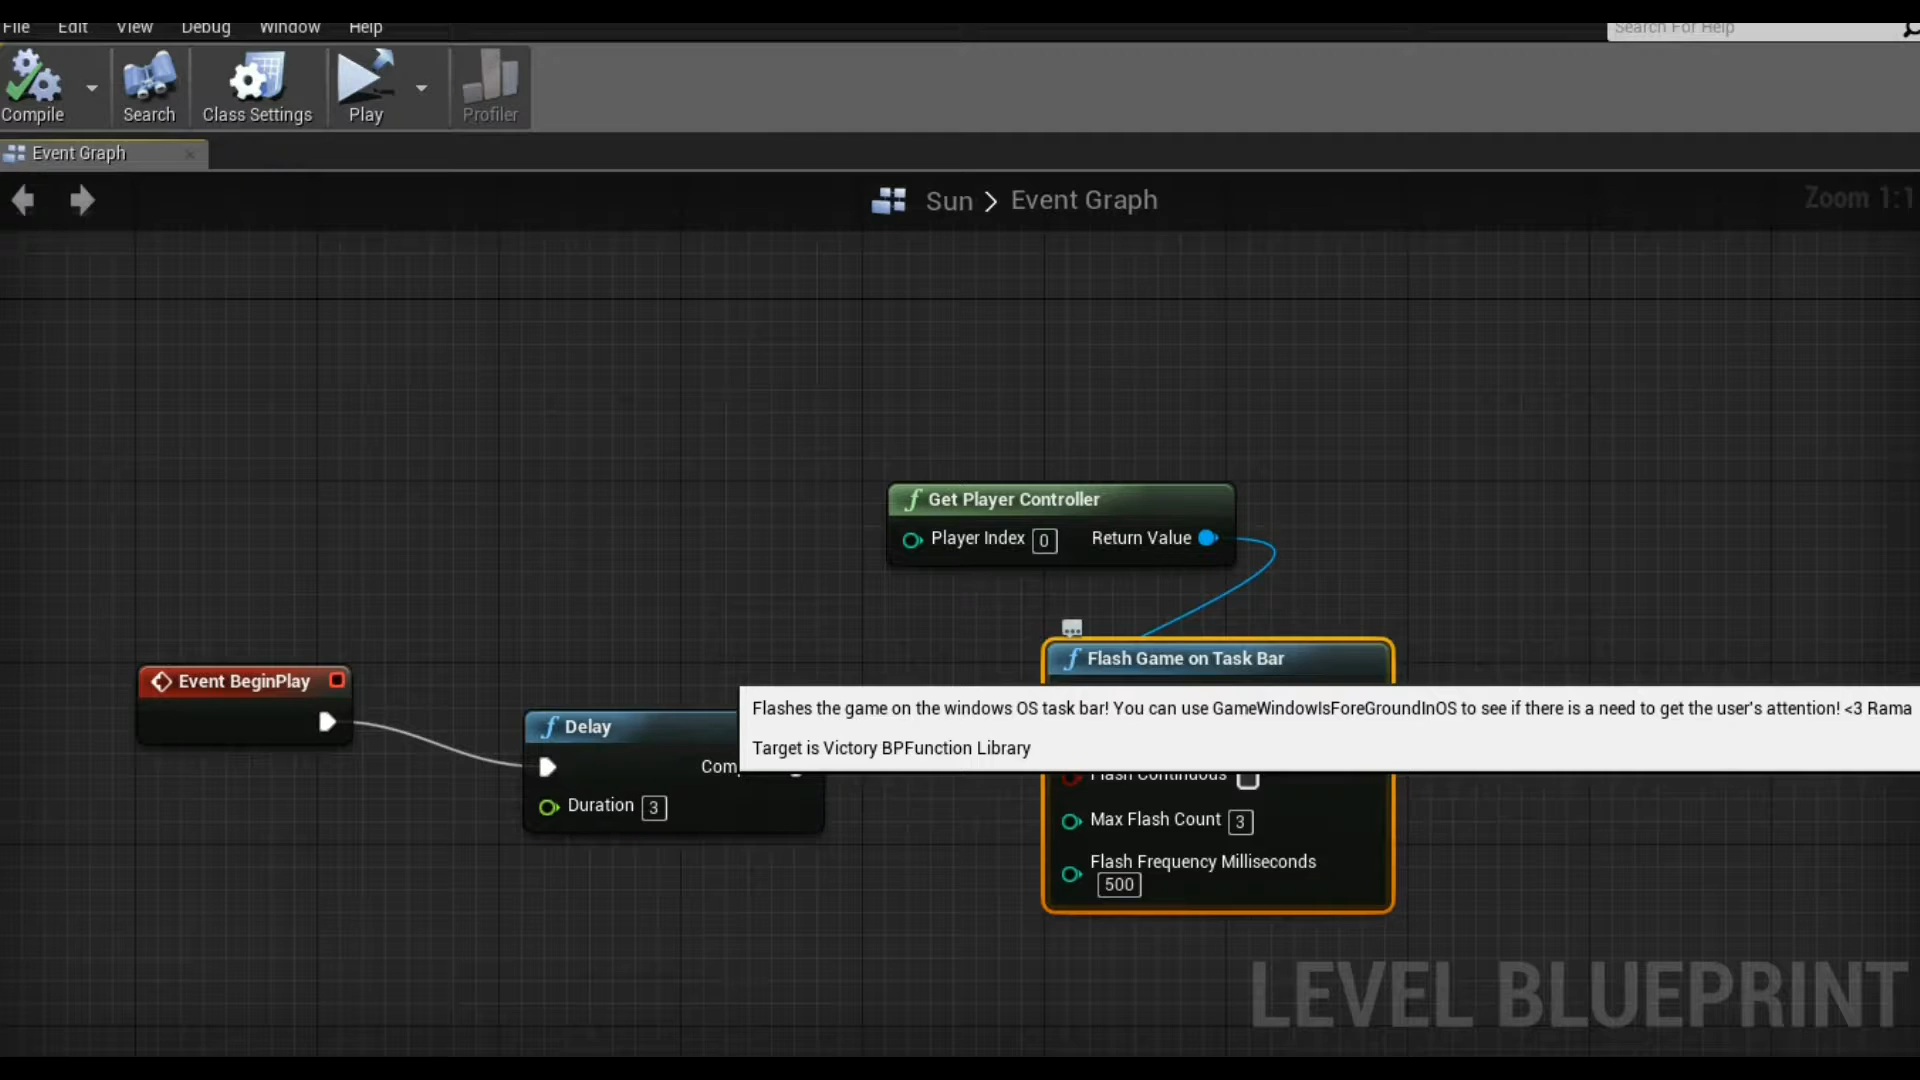 File Edit View Debug Window Help
Search For Help
Compile Search Class Settings Play Profiler
Event Graph
Sun > Event Graph
Zoom 1:1
Get Player Controller
Player Index 0 Return Value
Flash Game on Task Bar
Event BeginPlay
Flashes the game on the windows OS task bar! You can use GameWindowIsForeGroundInOS to see if there is a need to get the user's attention! <3 Rama
Delay
Target is Victory BPFunction Library
Com
Flash Continuous
Duration 3
Max Flash Count 3
Flash Frequency Milliseconds
500
LEVEL BLUEPRINT